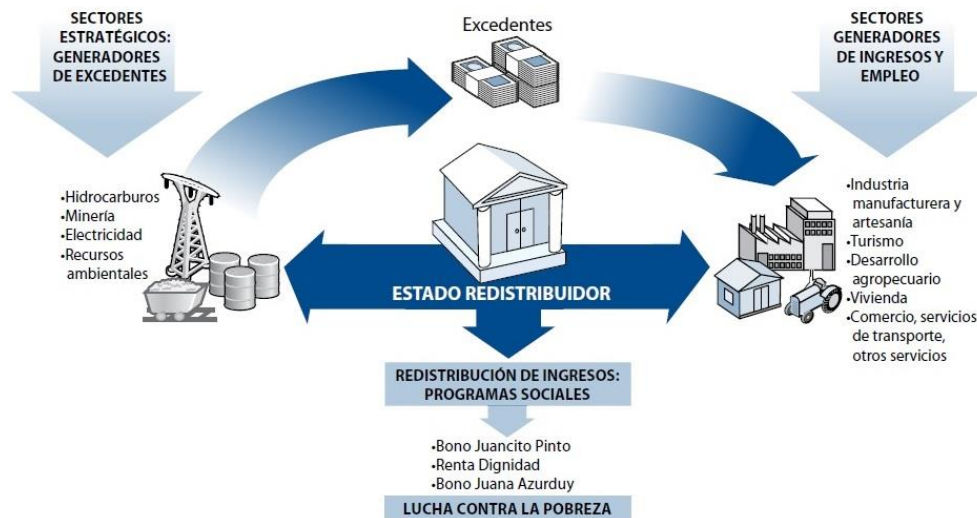 SECTORES
ESTRATÉGICOS:
GENERADORES
DE EXCEDENTES
•Hidrocarburos
•Minería
•Electricidad
•Recursos
ambientales
Excedentes
ESTADO REDISTRIBUIDOR
REDISTRIBUCIÓN DE INGRESOS:
PROGRAMAS SOCIALES
•Bono Juancito Pinto
•Renta Dignidad
•Bono Juana Azurduy
LUCHA CONTRA LA POBREZA
SECTORES
GENERADORES
DE INGRESOS Y
EMPLEO
•Industria
manufacturera y
artesanía
•Turismo
•Desarrollo
agropecuario
•Vivienda
•Comercio, servicios
de transporte,
otros servicios